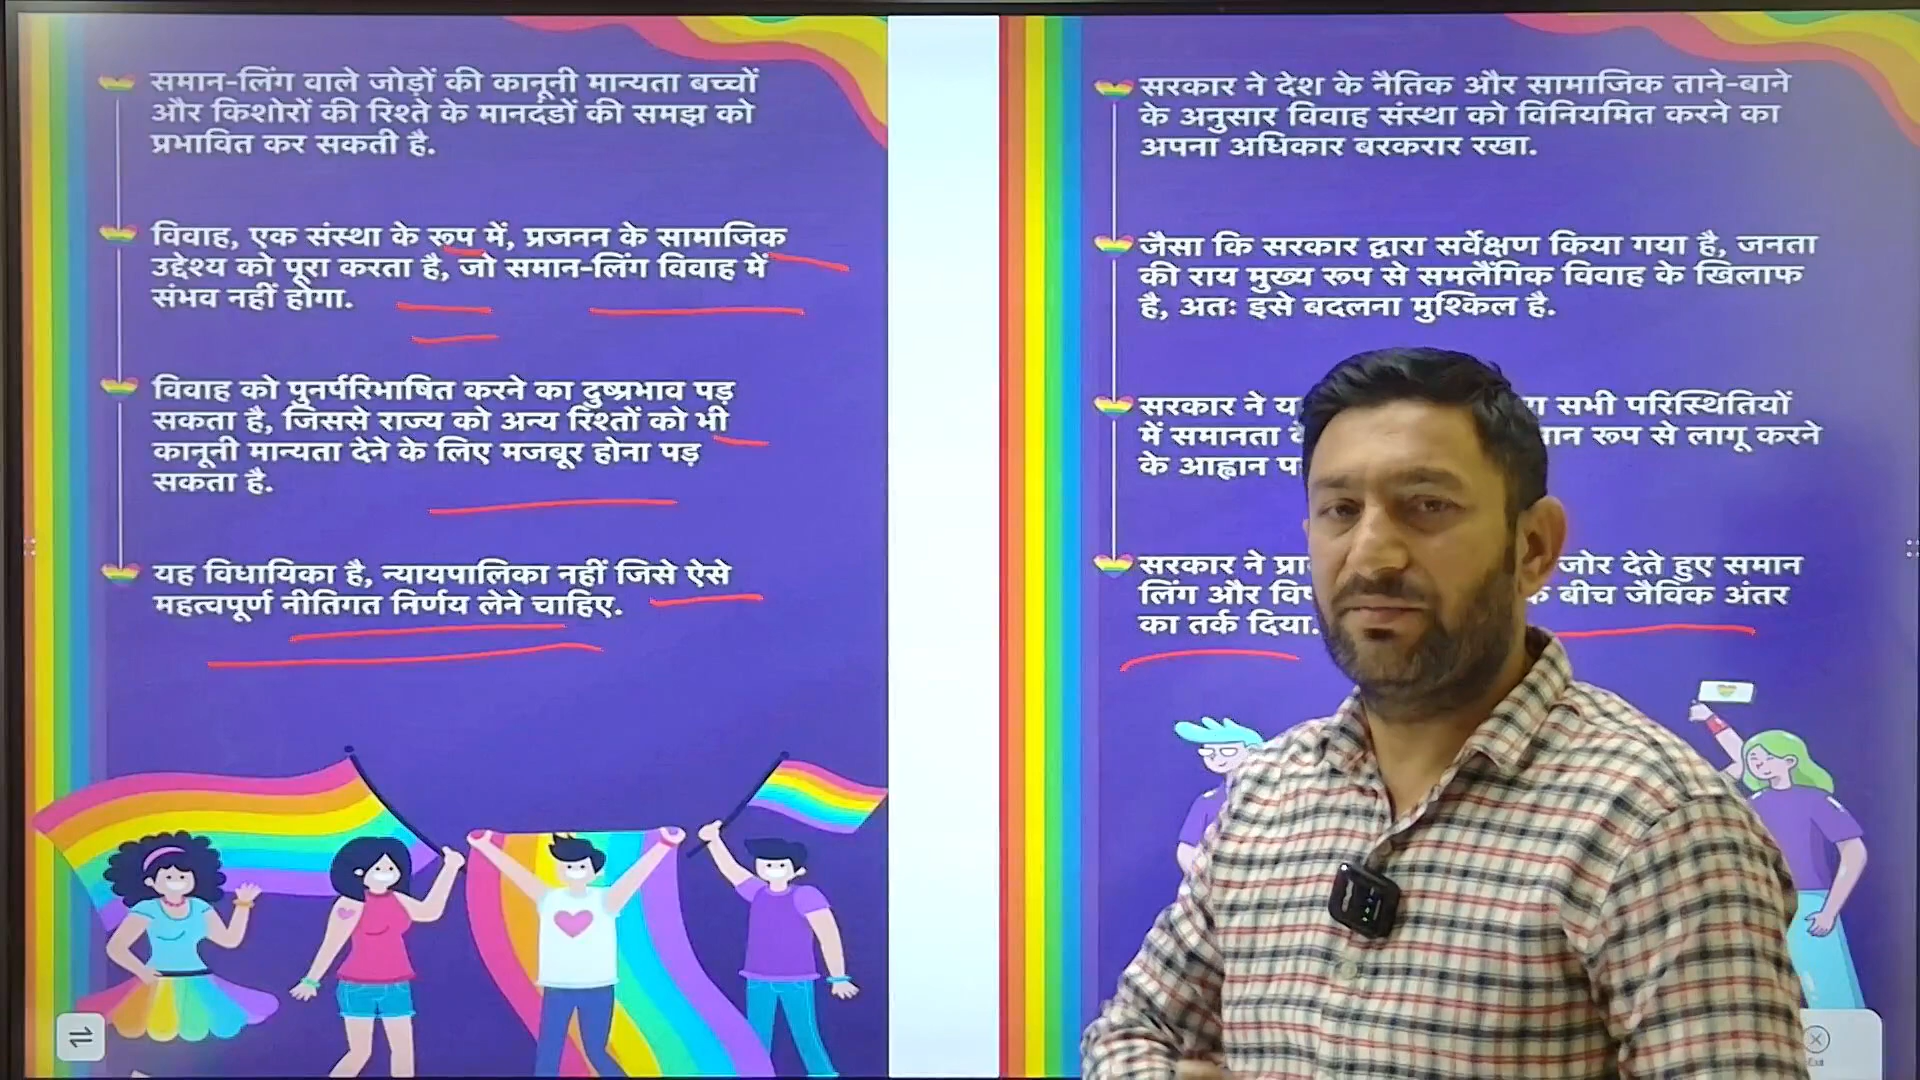 समान-लिंग वाले जोड़ों की कानूनी मान्यता बच्चों
और किशोरों की रिश्ते के मानदंडों की समझ को
प्रभावित कर सकती है.
विवाह, एक संस्था के रूप में, प्रजनन के सामाजिक
उद्देश्य को पूरा करता है, जो समान-लिंग विवाह में
संभव नहीं होगा.
विवाह को पुनर्परिभाषित करने का दुष्प्रभाव पड़
सकता है, जिससे राज्य को अन्य रिश्तों को भी
कानूनी मान्यता देने के लिए मजबूर होना पड़
सकता है.
यह विधायिका है, न्यायपालिका नहीं जिसे ऐसे
महत्वपूर्ण नीतिगत निर्णय लेने चाहिए.
सरकार ने देश के नैतिक और सामाजिक ताने-बाने
के अनुसार विवाह संस्था को विनियमित करने का
अपना अधिकार बरकरार रखा.
जैसा कि सरकार द्वारा सर्वेक्षण किया गया है, जनता
की राय मुख्य रूप से समलैंगिक विवाह के खिलाफ
है, अतः इसे बदलना मुश्किल है.
सरकार ने सभी परिस्थितियों
में समानता रूप से लागू करने
के आह्वान
सरकार ने जोर देते हुए समान
लिंग और बीच जैविक अंतर
का तर्क दिया.